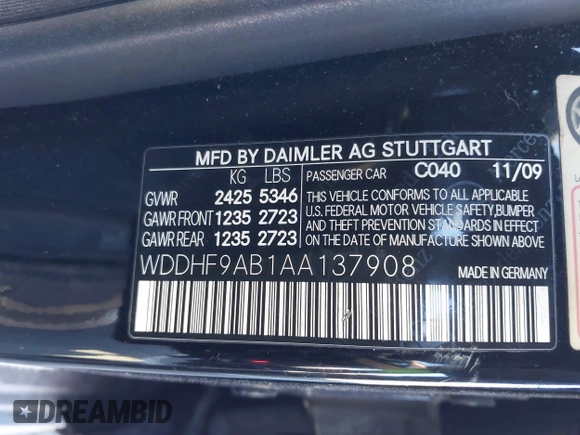 MFD BY DAIMLER AG STUTTGART
KG LBS PASSENGER CAR C040 11/09
GVWR 2425 5346 THIS VEHICLE CONFORMS TO ALL APPLICABLE
GAWR FRONT 1235 2723 U.S. FEDERAL MOTOR VEHICLE SAFETY,BUMPER
AND THEFT PREVENTION STANDARDS IN EFFECT
GAWR REAR 1235 2723 ON THE DATE OF MANUFACTURE SHOWN ABOVE.
WDDHF9AB1AA137908
MADE IN GERMANY
DREAMBID